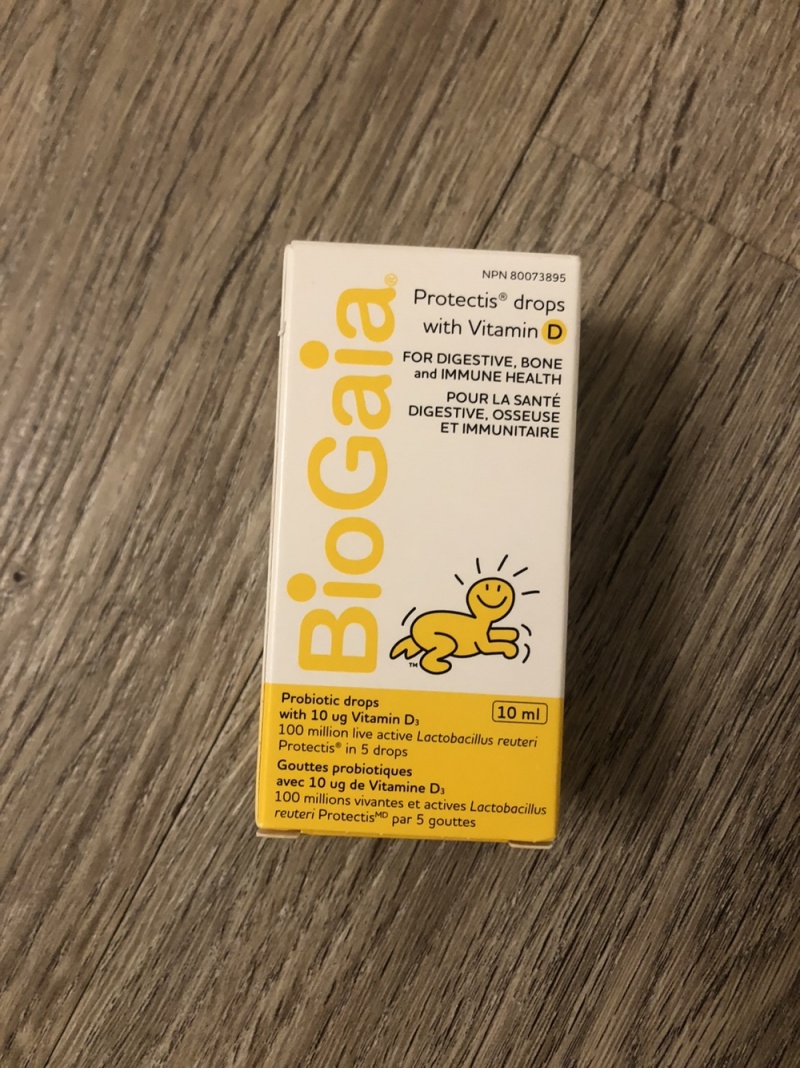 NPN 80073895
BioGaia®
Protectis® drops
with Vitamin D
FOR DIGESTIVE, BONE
and IMMUNE HEALTH
POUR LA SANTÉ
DIGESTIVE, OSSEUSE
ET IMMUNITAIRE
TM
Probiotic drops
with 10 ug Vitamin D₃
10 ml
100 million live active Lactobacillus reuteri
Protectis® in 5 drops
Gouttes probiotiques
avec 10 ug de Vitamine D₃
100 millions vivantes et actives Lactobacillus
reuteri Protectisᴹᴰ par 5 gouttes